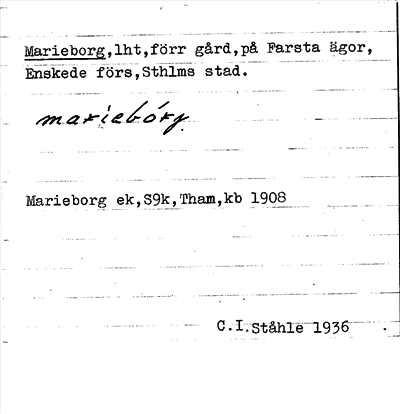 Marieborg,lht,förr gård,på Farsta ägor,
Enskede förs,Sthlms stad.
marìebórg.
Marieborg ek,S9k,Tham,kb 1908
C.I.Ståhle 1936